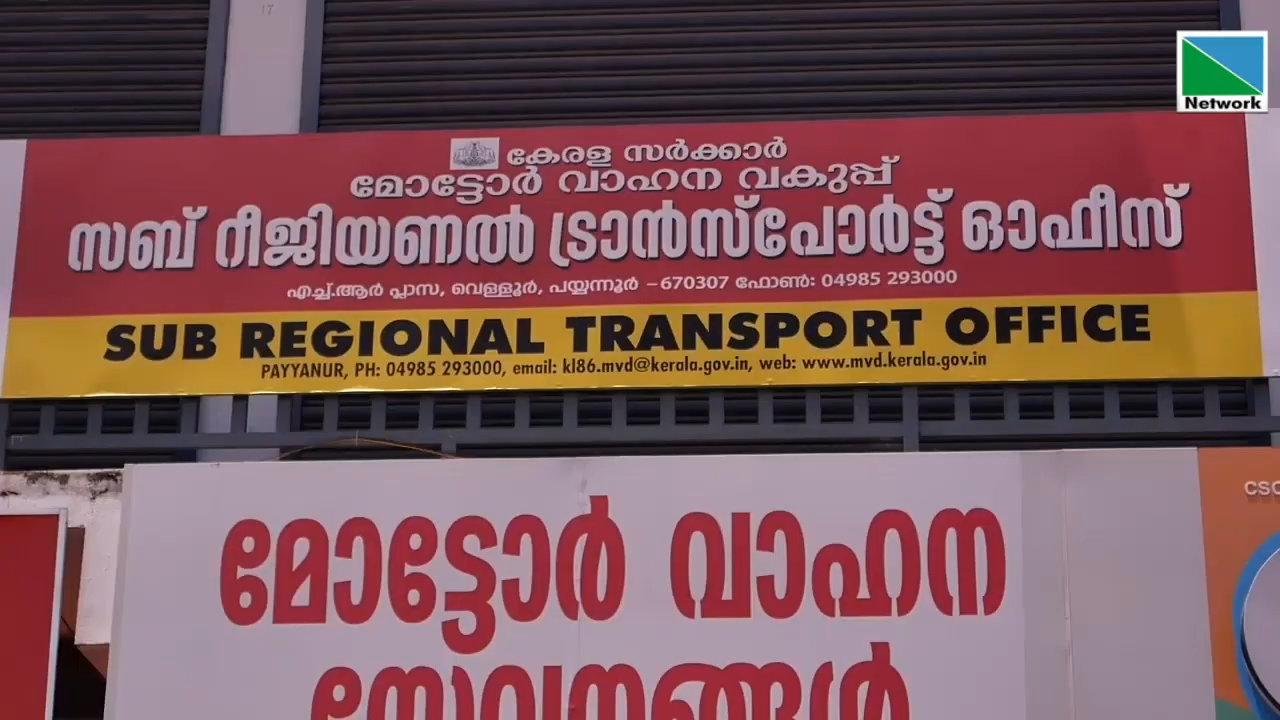 Network
കേരള സർക്കാർ
മോട്ടോർ വാഹന വകുപ്പ്
സബ് റീജിയണൽ ട്രാൻസ്പോർട്ട് ഓഫീസ്
എച്ച്.ആർ പ്ലാസ, വെള്ളൂർ, പയ്യന്നൂർ –670307 ഫോൺ: 04985 293000
SUB REGIONAL TRANSPORT OFFICE
PAYYANUR, PH: 04985 293000, email: kl86.mvd@kerala.gov.in, web: www.mvd.kerala.gov.in
മോട്ടോർ വാഹന
സേവനങ്ങൾ
CSC